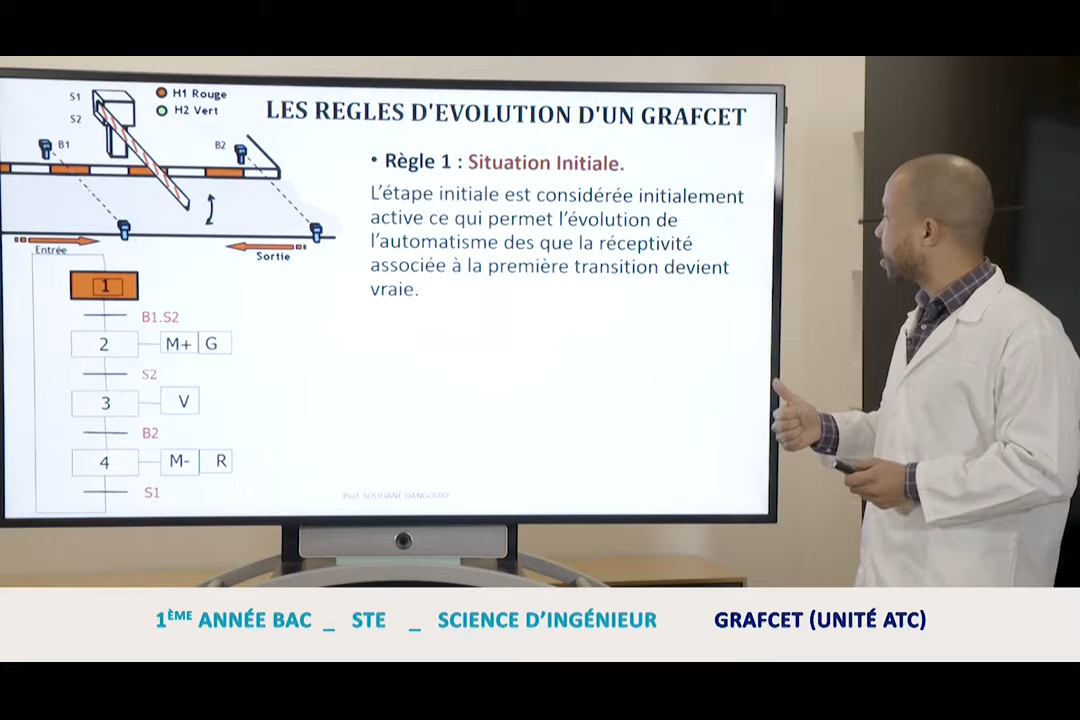 S1
S2
H1 Rouge
H2 Vert
B1
B2
Entrée
Sortie
LES REGLES D'EVOLUTION D'UN GRAFCET
• Règle 1 : Situation Initiale.
L'étape initiale est considérée initialement
active ce qui permet l'évolution de
l'automatisme des que la réceptivité
associée à la première transition devient
vraie.
1
B1.S2
2 M+ G
S2
3 V
B2
4 M- R
S1
Prof. SOUFIANE DANGOURY
1ÈME ANNÉE BAC _ STE _ SCIENCE D'INGÉNIEUR GRAFCET (UNITÉ ATC)